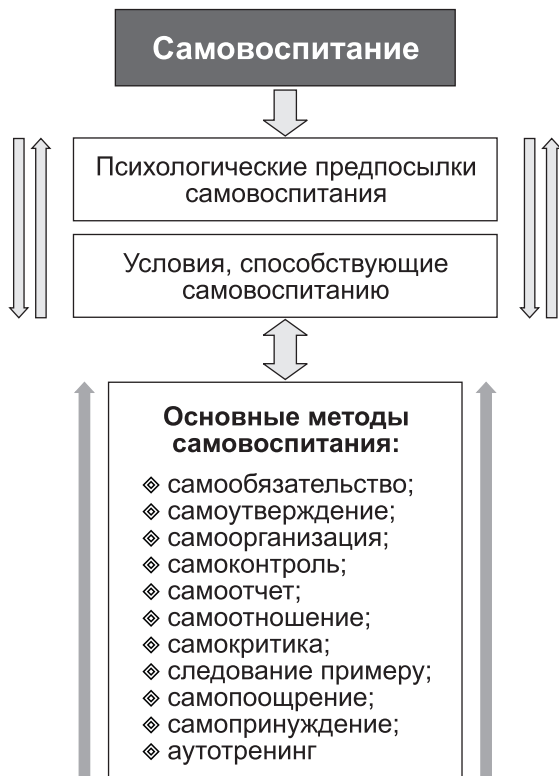 Самовоспитание
Психологические предпосылки
самовоспитания
Условия, способствующие
самовоспитанию
Основные методы
самовоспитания:
самообязательство;
самоутверждение;
самоорганизация;
самоконтроль;
самоотчет;
самоотношение;
самокритика;
следование примеру;
самопоощрение;
самопринуждение;
аутотренинг